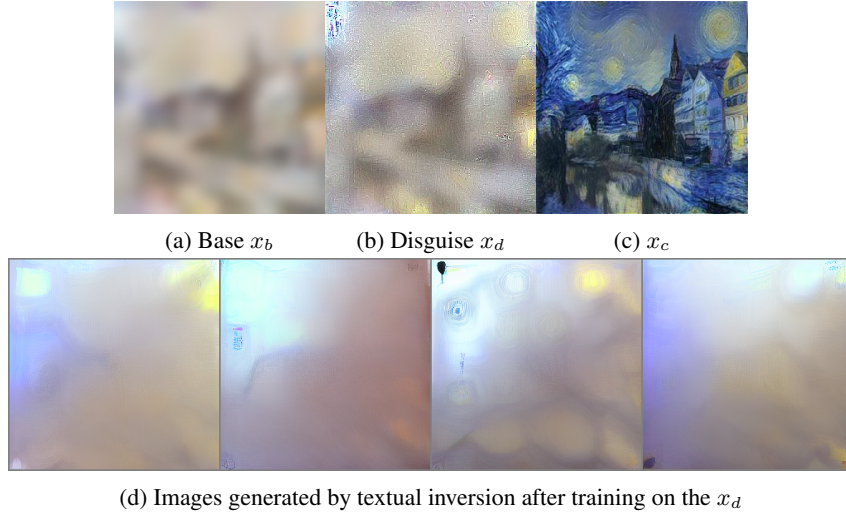 (a) Base $x_b$
(b) Disguise $x_d$
(c) $x_c$
(d) Images generated by textual inversion after training on the $x_d$